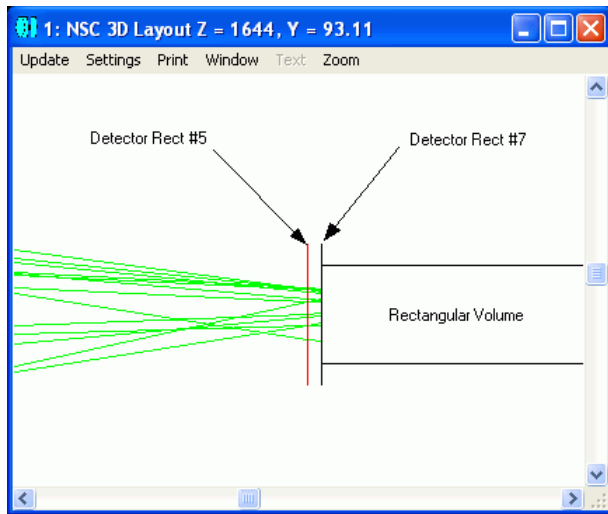 1: NSC 3D Layout Z = 1644, Y = 93.11
Update Settings Print Window Text Zoom
Detector Rect #5
Detector Rect #7
Rectangular Volume